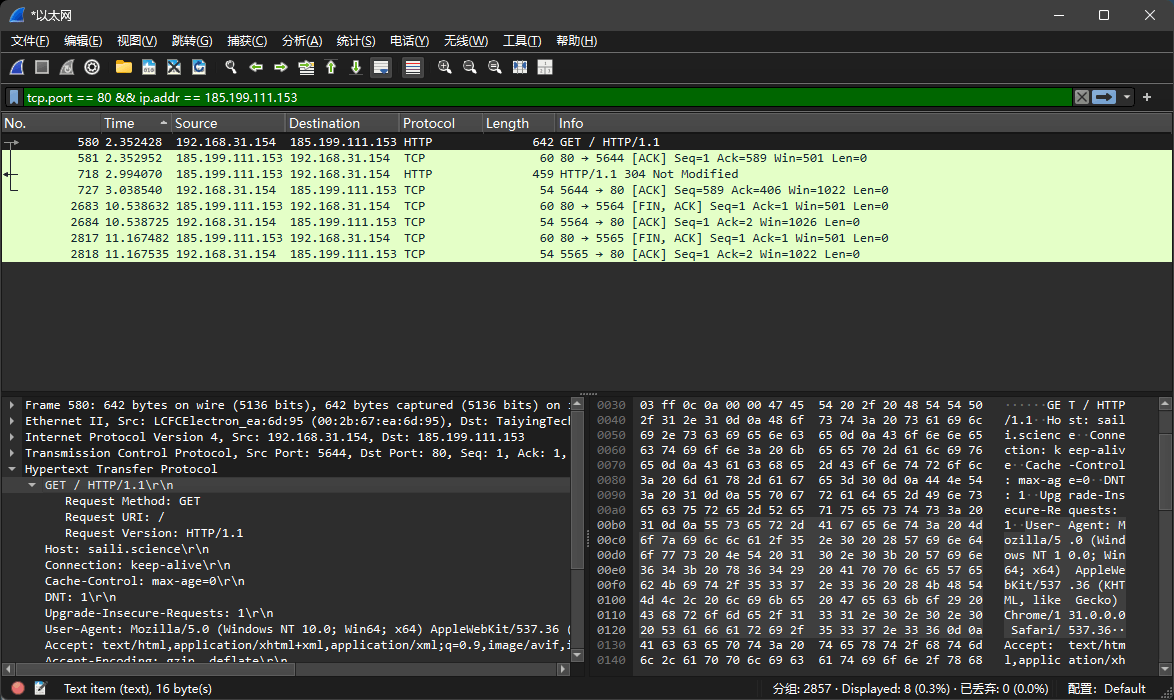 *以太网
文件(F) 编辑(E) 视图(V) 跳转(G) 捕获(C) 分析(A) 统计(S) 电话(Y) 无线(W) 工具(T) 帮助(H)
tcp.port == 80 && ip.addr == 185.199.111.153
No. Time Source Destination Protocol Length Info
580 2.352428 192.168.31.154 185.199.111.153 HTTP 642 GET / HTTP/1.1
581 2.352952 185.199.111.153 192.168.31.154 TCP 60 80 → 5644 [ACK] Seq=1 Ack=589 Win=501 Len=0
718 2.994070 185.199.111.153 192.168.31.154 HTTP 459 HTTP/1.1 304 Not Modified
727 3.038540 192.168.31.154 185.199.111.153 TCP 54 5644 → 80 [ACK] Seq=589 Ack=406 Win=1022 Len=0
2683 10.538632 185.199.111.153 192.168.31.154 TCP 60 80 → 5564 [FIN, ACK] Seq=1 Ack=1 Win=501 Len=0
2684 10.538725 192.168.31.154 185.199.111.153 TCP 54 5564 → 80 [ACK] Seq=1 Ack=2 Win=1026 Len=0
2817 11.167482 185.199.111.153 192.168.31.154 TCP 60 80 → 5565 [FIN, ACK] Seq=1 Ack=1 Win=501 Len=0
2818 11.167535 192.168.31.154 185.199.111.153 TCP 54 5565 → 80 [ACK] Seq=1 Ack=2 Win=1022 Len=0
Frame 580: 642 bytes on wire (5136 bits), 642 bytes captured (5136 bits) on
Ethernet II, Src: LCFCElectron_ea:6d:95 (00:2b:67:ea:6d:95), Dst: TaiyingTech
Internet Protocol Version 4, Src: 192.168.31.154, Dst: 185.199.111.153
Transmission Control Protocol, Src Port: 5644, Dst Port: 80, Seq: 1, Ack: 1,
Hypertext Transfer Protocol
GET / HTTP/1.1\r\n
Request Method: GET
Request URI: /
Request Version: HTTP/1.1
Host: saili.science\r\n
Connection: keep-alive\r\n
Cache-Control: max-age=0\r\n
DNT: 1\r\n
Upgrade-Insecure-Requests: 1\r\n
User-Agent: Mozilla/5.0 (Windows NT 10.0; Win64; x64) AppleWebKit/537.36 (
Accept: text/html,application/xhtml+xml,application/xml;q=0.9,image/avif,i
Accept-Encoding: gzip, deflate\r\n
0030 03 ff 0c 0a 00 00 47 45 54 20 2f 20 48 54 54 50 ······GE T / HTTP
0040 2f 31 2e 31 0d 0a 48 6f 73 74 3a 20 73 61 69 6c /1.1··Ho st: sail
0050 69 2e 73 63 69 65 6e 63 65 0d 0a 43 6f 6e 6e 65 i.scienc e··Conne
0060 63 74 69 6f 6e 3a 20 6b 65 65 70 2d 61 6c 69 76 ction: k eep-aliv
0070 65 0d 0a 43 61 63 68 65 2d 43 6f 6e 74 72 6f 6c e··Cache -Control
0080 3a 20 6d 61 78 2d 61 67 65 3d 30 0d 0a 44 4e 54 : max-ag e=0··DNT
0090 3a 20 31 0d 0a 55 70 67 72 61 64 65 2d 49 6e 73 : 1··Upg rade-Ins
00a0 65 63 75 72 65 2d 52 65 71 75 65 73 74 73 3a 20 ecure-Re quests:
00b0 31 0d 0a 55 73 65 72 2d 41 67 65 6e 74 3a 20 4d 1··User- Agent: M
00c0 6f 7a 69 6c 6c 61 2f 35 2e 30 20 28 57 69 6e 64 ozilla/5 .0 (Wind
00d0 6f 77 73 20 4e 54 20 31 30 2e 30 3b 20 57 69 6e ows NT 1 0.0; Win
00e0 36 34 3b 20 78 36 34 29 20 41 70 70 6c 65 57 65 64; x64) AppleWe
00f0 62 4b 69 74 2f 35 33 37 2e 33 36 20 28 4b 48 54 bKit/537 .36 (KHT
0100 4d 4c 2c 20 6c 69 6b 65 20 47 65 63 6b 6f 29 20 ML, like Gecko)
0110 43 68 72 6f 6d 65 2f 31 33 31 2e 30 2e 30 2e 30 Chrome/1 31.0.0.0
0120 20 53 61 66 61 72 69 2f 35 33 37 2e 33 36 0d 0a Safari/ 537.36··
0130 41 63 63 65 70 74 3a 20 74 65 78 74 2f 68 74 6d Accept: text/htm
0140 6c 2c 61 70 70 6c 69 63 61 74 69 6f 6e 2f 78 68 l,applic ation/xh
Text item (text), 16 byte(s) 分组: 2857 · Displayed: 8 (0.3%) · 已丢弃: 0 (0.0%) 配置: Default